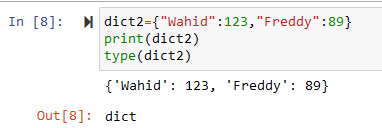 In [8]: dict2={"Wahid":123,"Freddy":89}
print(dict2)
type(dict2)
{'Wahid': 123, 'Freddy': 89}
Out[8]: dict